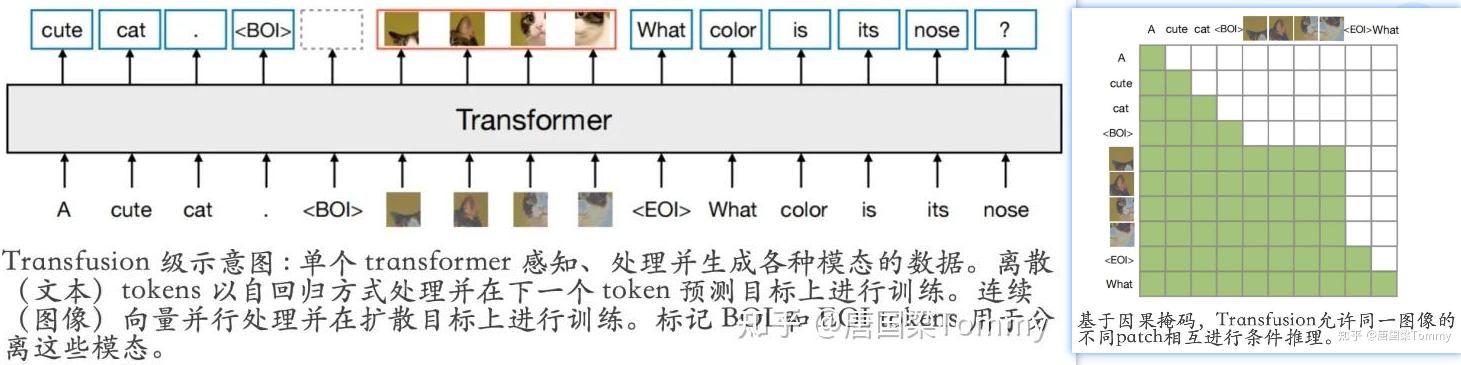 cute cat . <BOI> What color is its nose ?
Transformer
A cute cat . <BOI> <EOI> What color is its nose
Transfusion 级示意图：单个 transformer 感知、处理并生成各种模态的数据。离散
（文本）tokens 以自回归方式处理并在下一个 token 预测目标上进行训练。连续
（图像）向量并行处理并在扩散目标上进行训练。标记 BOI 和 EOI tokens 用于分
离这些模态。
知乎 @唐国梁Tommy
A cute cat <BOI> <EOI> What
A
cute
cat
<BOI>
<EOI>
What
基于因果掩码，Transfusion允许同一图像的
不同patch相互进行条件推理。
知乎 @唐国梁Tommy